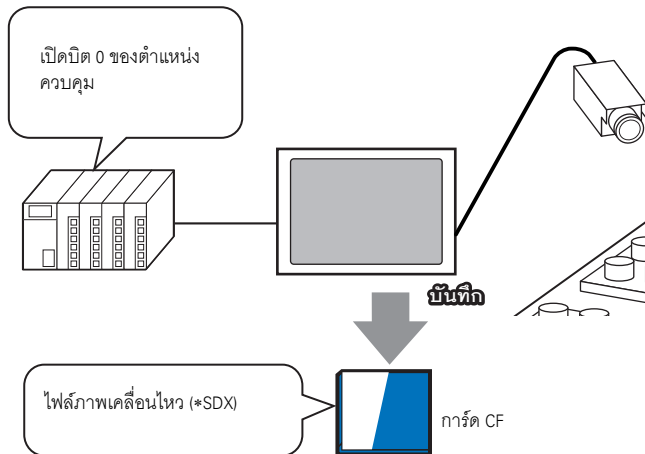 เปิดบิต 0 ของตำแหน่ง
ควบคุม
บันทึก
ไฟล์ภาพเคลื่อนไหว (*SDX)
การ์ด CF